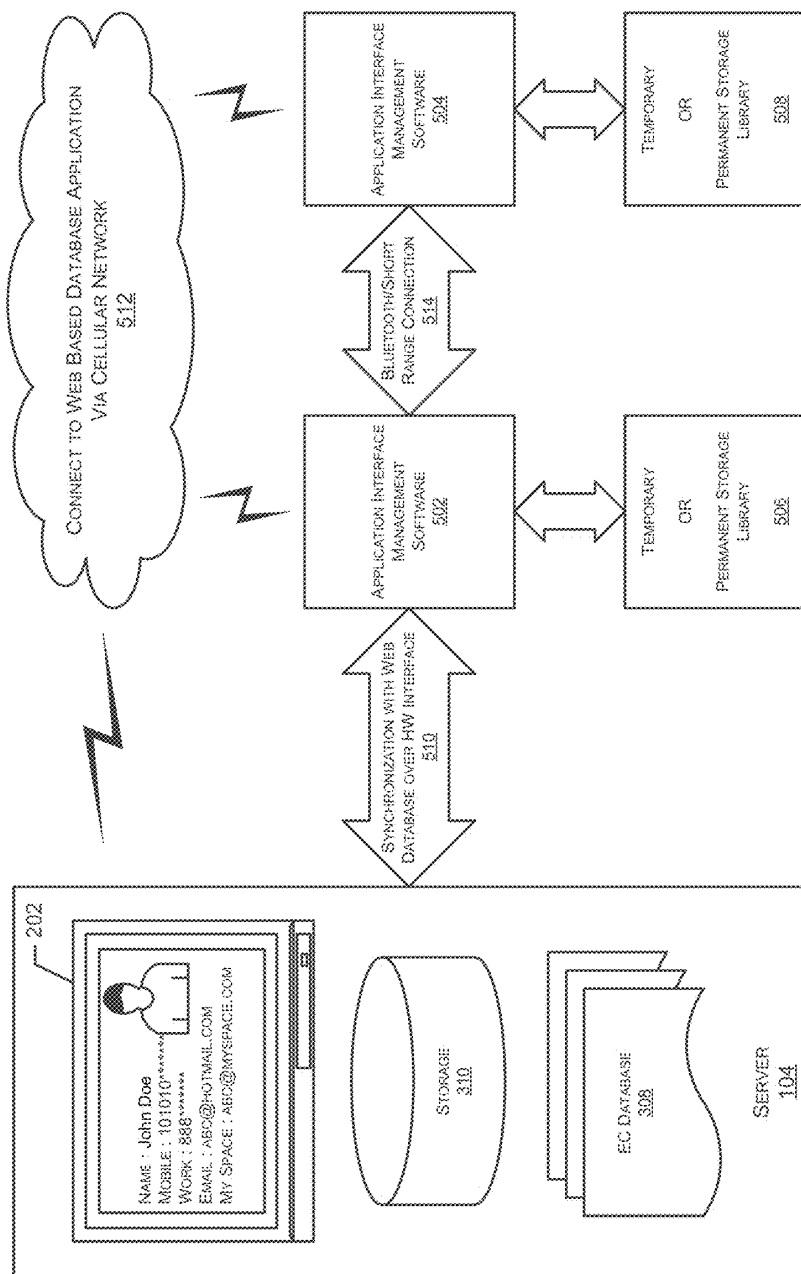 202
NAME : John Doe
MOBILE : 101010*******
WORK : 888*******
EMAIL : ABC@HOTMAIL.COM
MY SPACE : ABC@MYSPACE.COM
STORAGE
310
EC DATABASE
308
SERVER
104
CONNECT TO WEB BASED DATABASE APPLICATION
VIA CELLULAR NETWORK
512
SYNCHRONIZATION WITH WEB
DATABASE OVER HW INTERFACE
510
APPLICATION INTERFACE
MANAGEMENT
SOFTWARE
502
BLUETOOTH/SHORT
RANGE CONNECTION
514
APPLICATION INTERFACE
MANAGEMENT
SOFTWARE
504
TEMPORARY
OR
PERMANENT STORAGE
LIBRARY
506
TEMPORARY
OR
PERMANENT STORAGE
LIBRARY
508